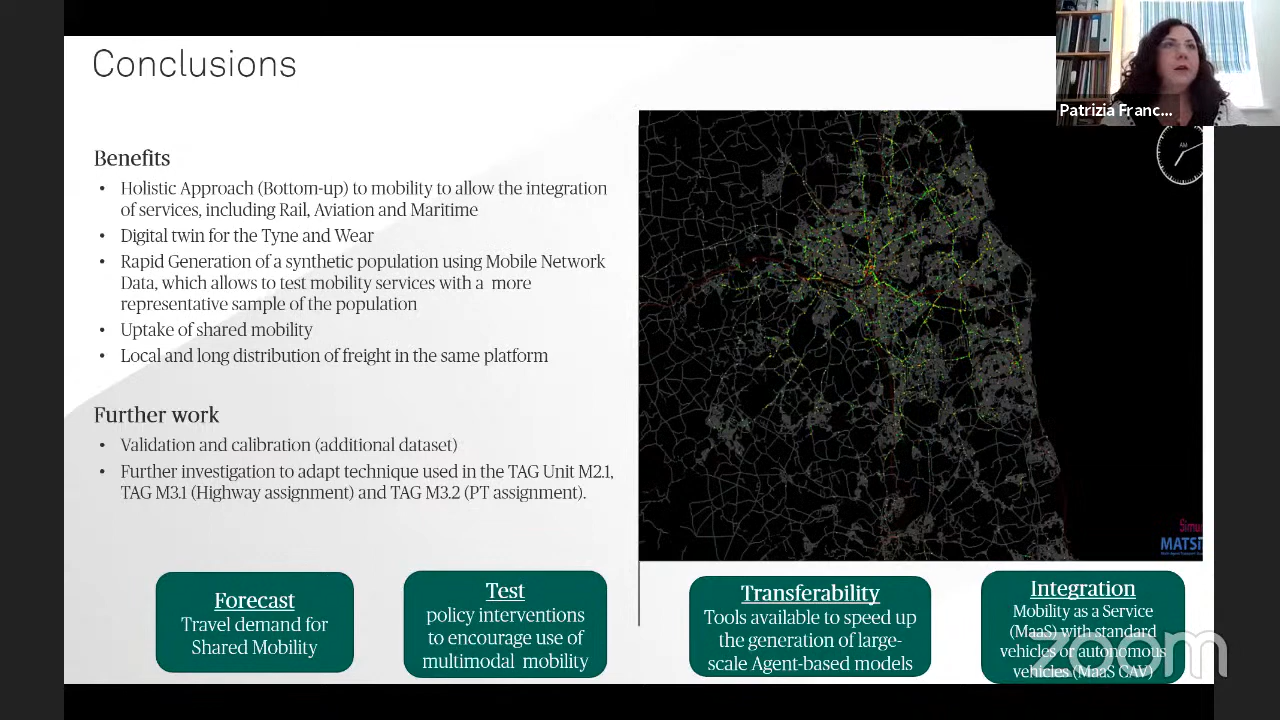 Conclusions
Patrizia Franc...
AM
Benefits
• Holistic Approach (Bottom-up) to mobility to allow the integration
of services, including Rail, Aviation and Maritime
• Digital twin for the Tyne and Wear
• Rapid Generation of a synthetic population using Mobile Network
Data, which allows to test mobility services with a more
representative sample of the population
• Uptake of shared mobility
• Local and long distribution of freight in the same platform
Further work
• Validation and calibration (additional dataset)
• Further investigation to adapt technique used in the TAG Unit M2.1,
TAG M3.1 (Highway assignment) and TAG M3.2 (PT assignment).
MATSi
Forecast
Travel demand for
Shared Mobility
Test
policy interventions
to encourage use of
multimodal mobility
Transferability
Tools available to speed up
the generation of large-
scale Agent-based models
Integration
Mobility as a Service
(MaaS) with standard
vehicles or autonomous
vehicles (MaaS CAV)
zoom